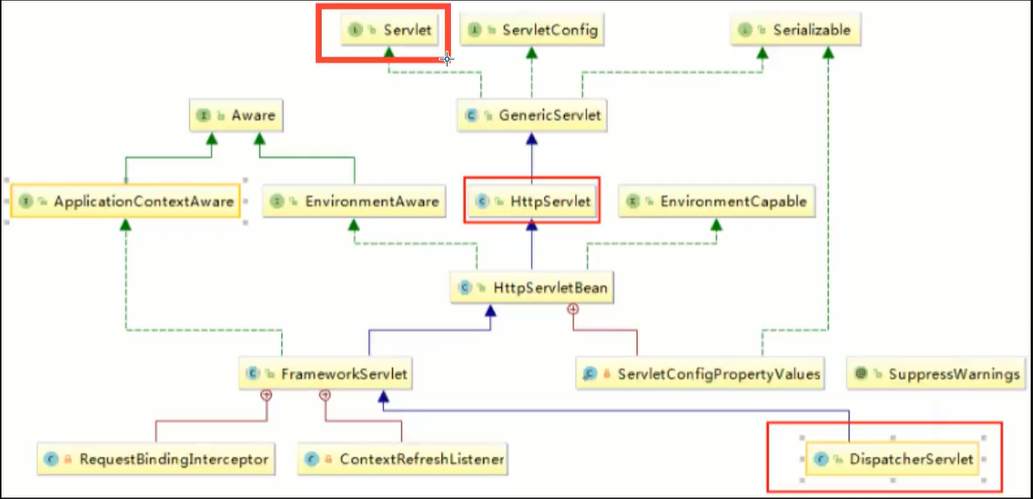 Servlet
ServletConfig
Serializable
Aware
GenericServlet
ApplicationContextAware
EnvironmentAware
HttpServlet
EnvironmentCapable
HttpServletBean
FrameworkServlet
ServletConfigPropertyValues
SuppressWarnings
RequestBindingInterceptor
ContextRefreshListener
DispatcherServlet